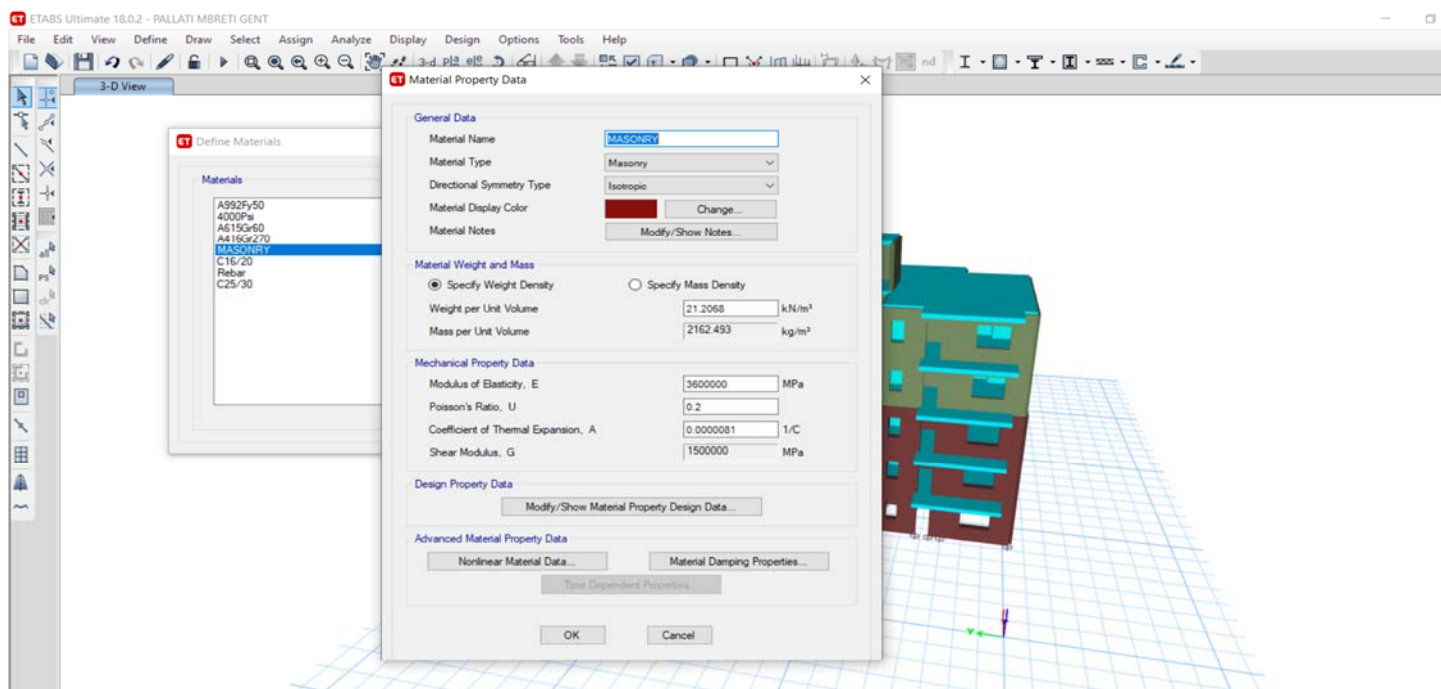 ETABS Ultimate 18.0.2 - PALLATI MBRETI GENT
File Edit View Define Draw Select Assign Analyze Display Design Options Tools Help
3-d nd
3-D View
Define Materials
Materials
A992Fy50
4000Psi
A615Gr60
A416Gr270
MASONRY
C16/20
Rebar
C25/30
Material Property Data
General Data
Material Name MASONRY
Material Type Masonry
Directional Symmetry Type Isotropic
Material Display Color Change...
Material Notes Modify/Show Notes...
Material Weight and Mass
Specify Weight Density Specify Mass Density
Weight per Unit Volume 21.2068 kN/m³
Mass per Unit Volume 2162.493 kg/m³
Mechanical Property Data
Modulus of Elasticity, E 3600000 MPa
Poisson's Ratio, U 0.2
Coefficient of Thermal Expansion, A 0.0000081 1/C
Shear Modulus, G 1500000 MPa
Design Property Data
Modify/Show Material Property Design Data...
Advanced Material Property Data
Nonlinear Material Data... Material Damping Properties...
Time Dependent Properties...
OK Cancel